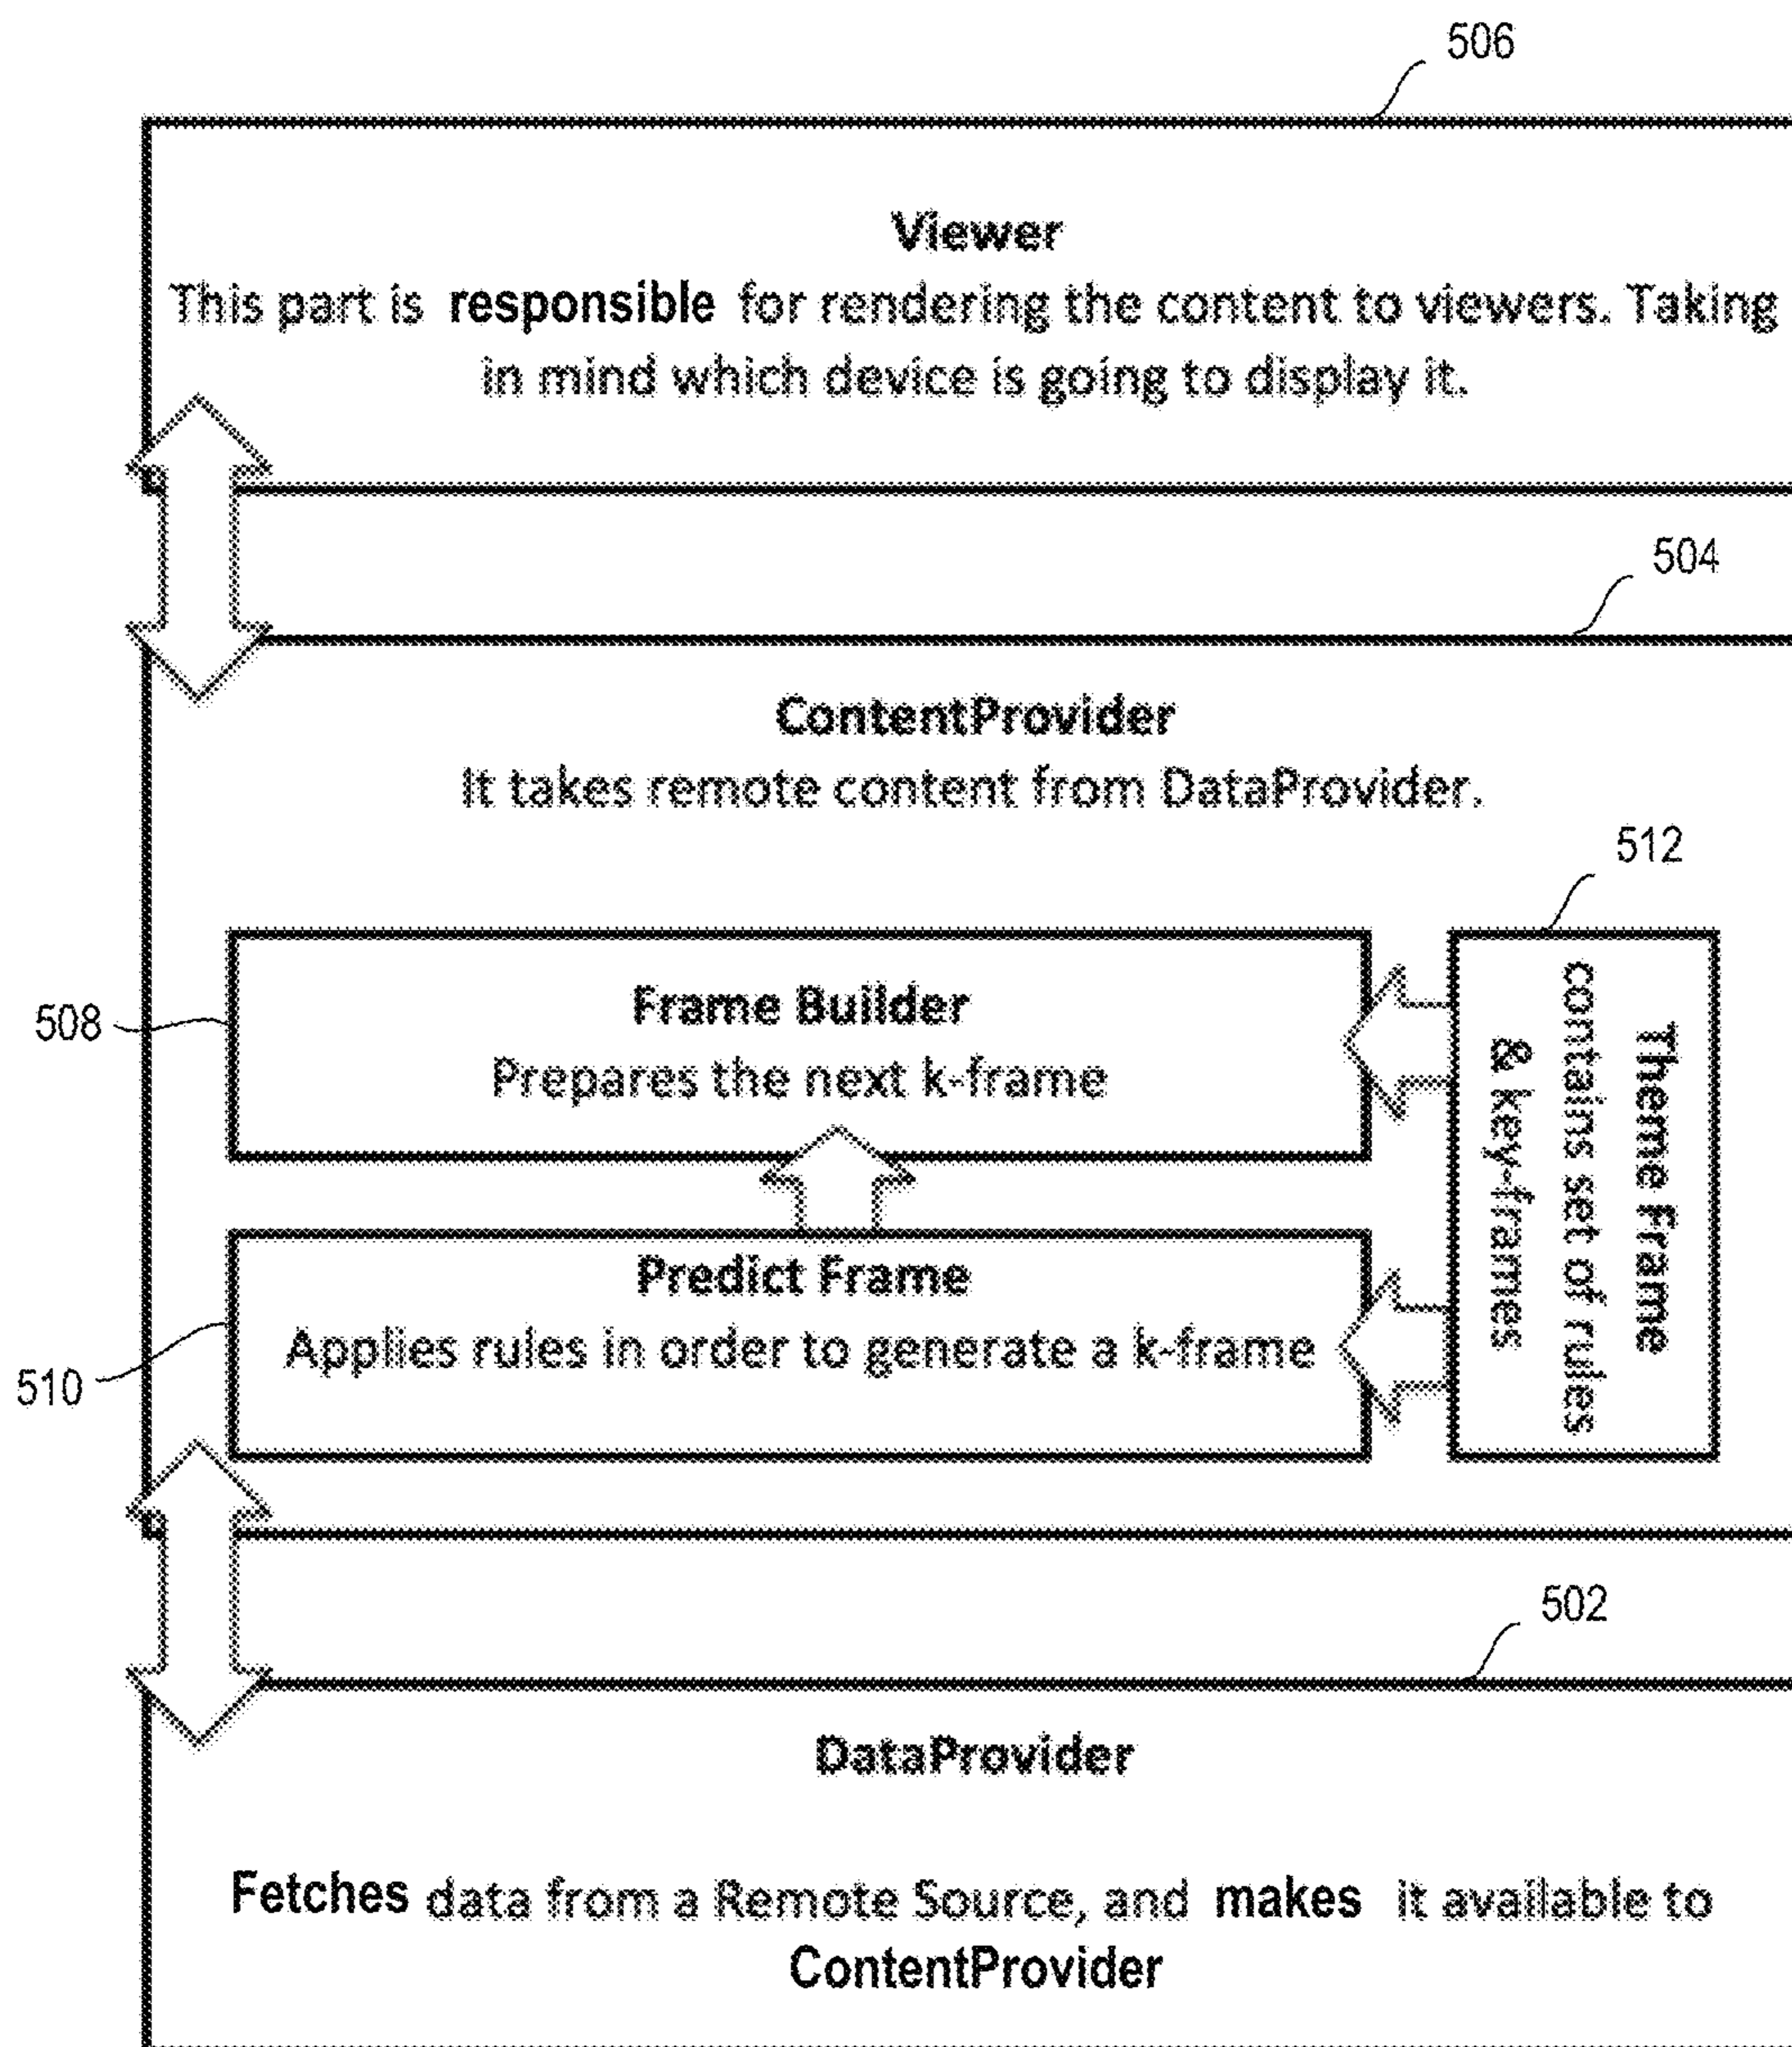 506
Viewer
This part is responsible for rendering the content to viewers. Taking
in mind which device is going to display it.
504
ContentProvider
It takes remote content from DataProvider.
512
508
Frame Builder
Prepares the next k-frame
Theme Frame
contains set of rules
& key-frames
Predict Frame
Applies rules in order to generate a k-frame
510
502
DataProvider
Fetches data from a Remote Source, and makes it available to
ContentProvider